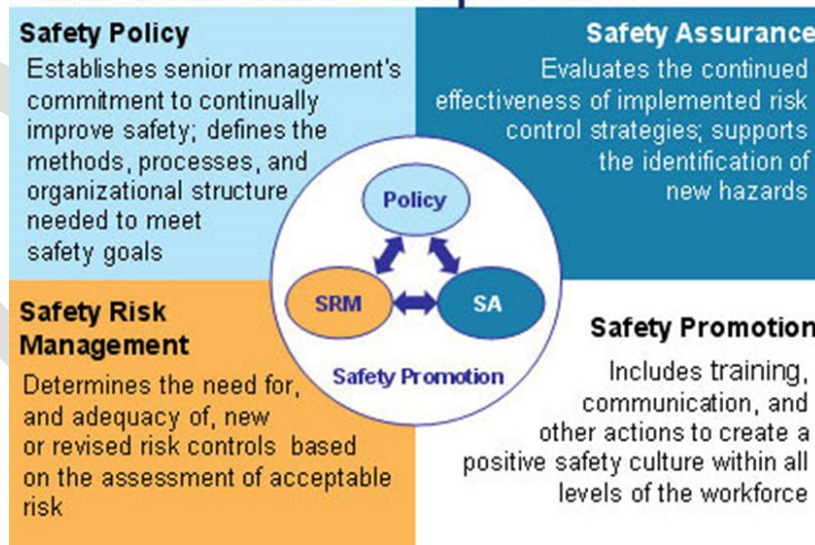 Safety Policy
Establishes senior management's
commitment to continually
improve safety; defines the
methods, processes, and
organizational structure
needed to meet
safety goals
Safety Assurance
Evaluates the continued
effectiveness of implemented risk
control strategies; supports
the identification of
new hazards
Policy
SRM
SA
Safety Promotion
Safety Risk
Management
Determines the need for,
and adequacy of, new
or revised risk controls based
on the assessment of acceptable
risk
Safety Promotion
Includes training,
communication, and
other actions to create a
positive safety culture within all
levels of the workforce